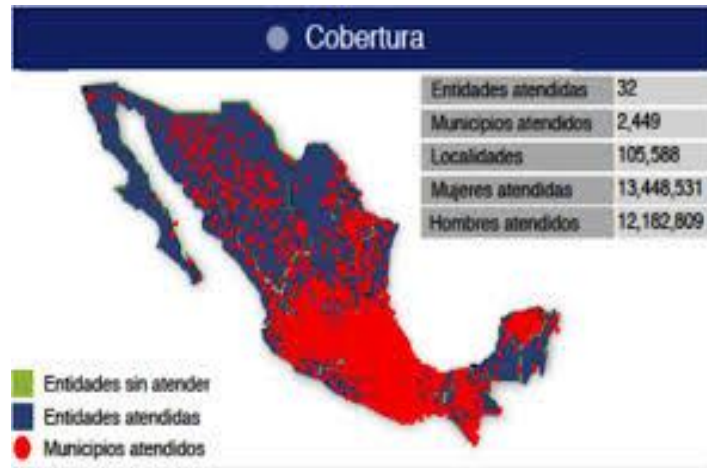 Cobertura
Entidades atendidas 32
Municipios atendidos 2,449
Localidades 105,588
Mujeres atendidas 13,448,531
Hombres atendidos 12,182,809
Entidades sin atender
Entidades atendidas
Municipios atendidos